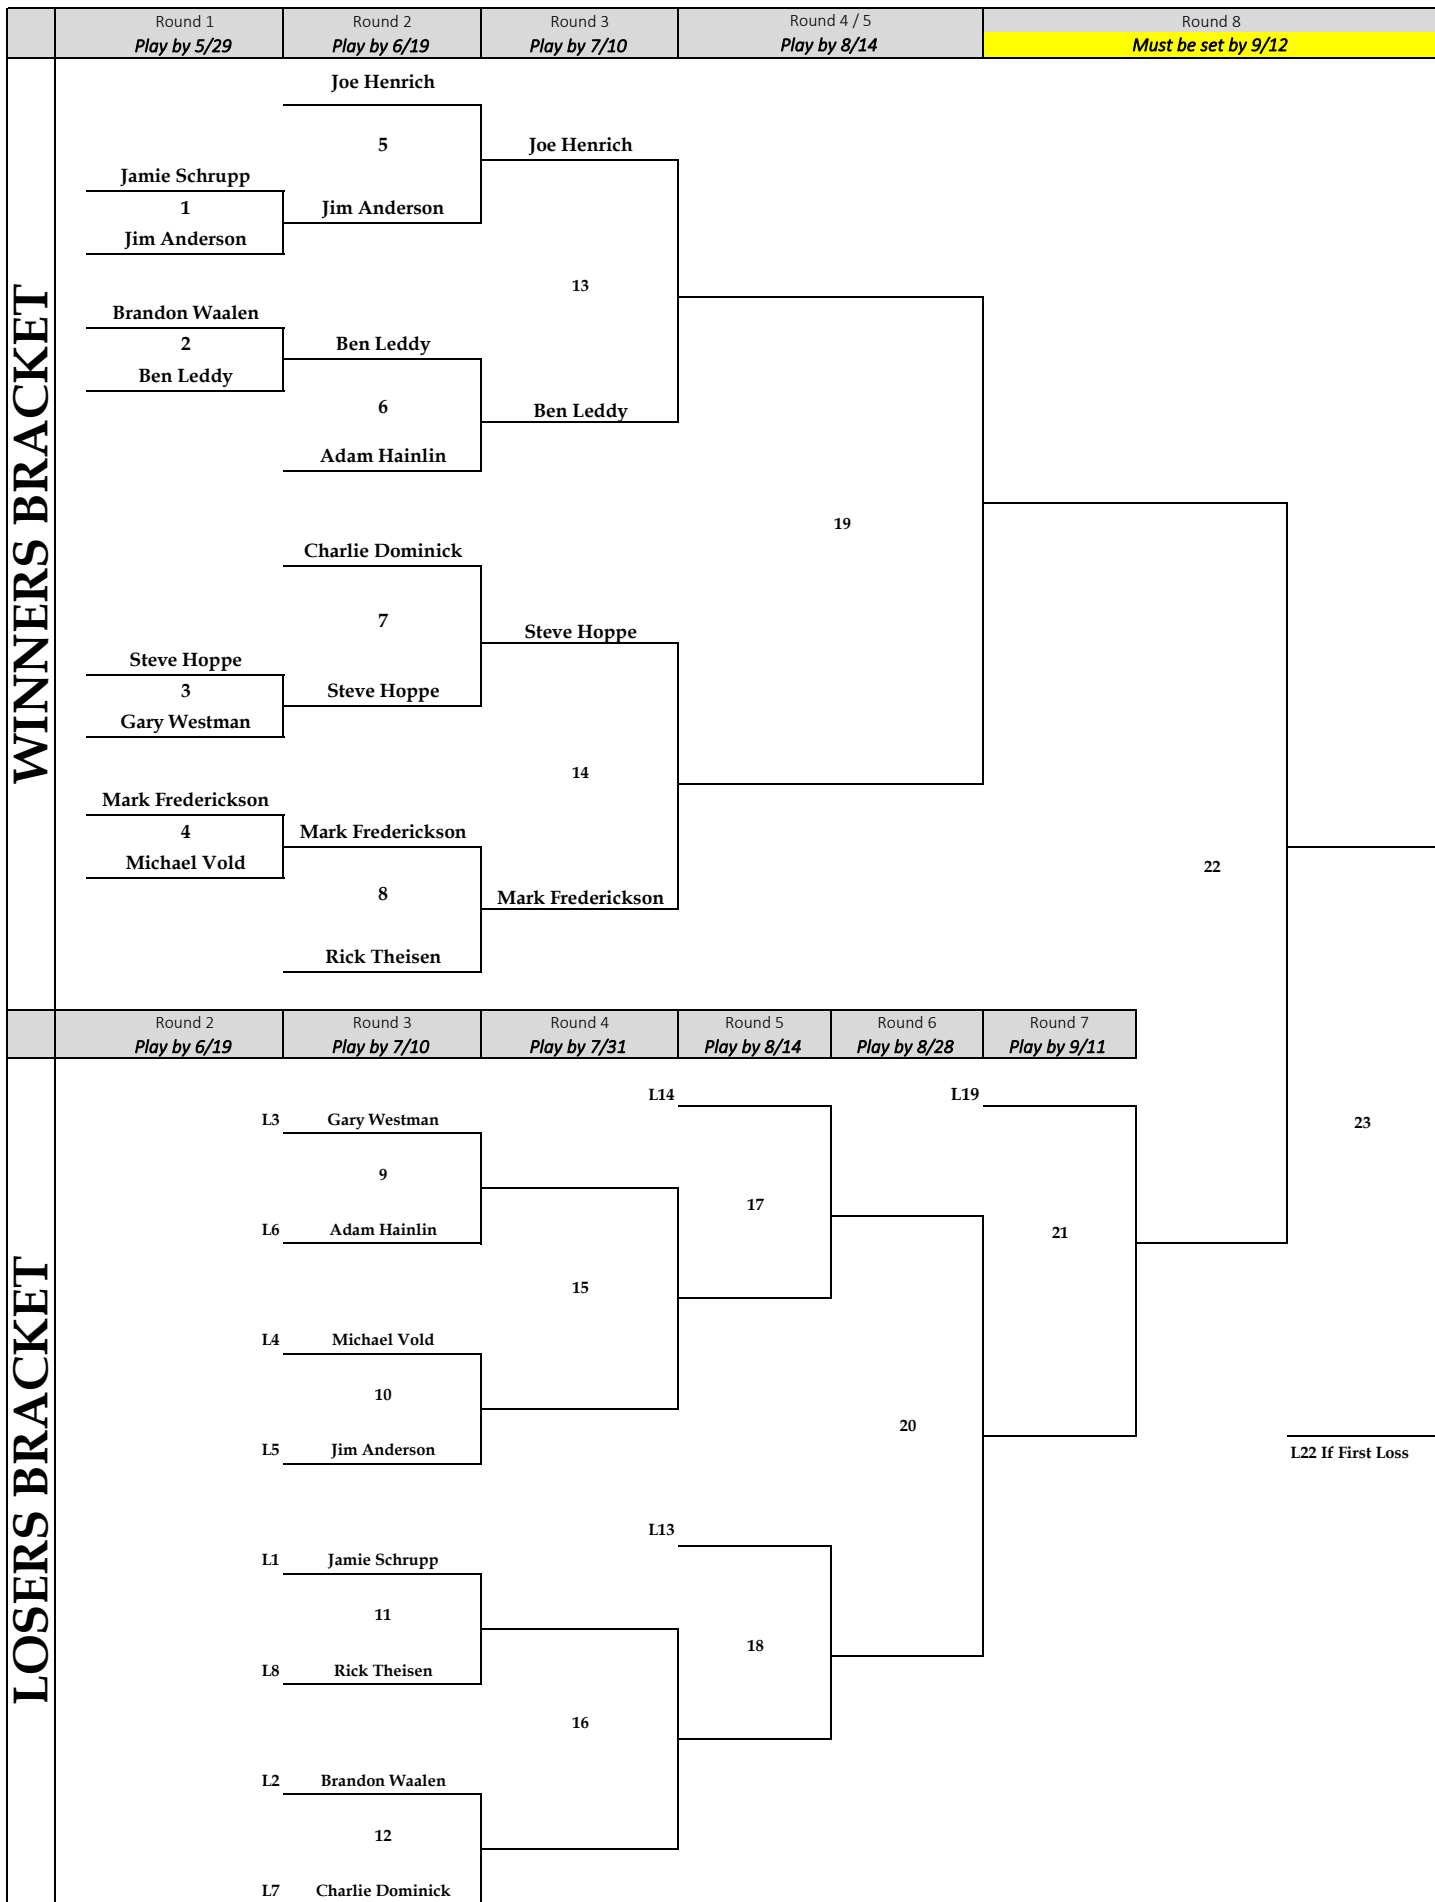 Round 1
Round 2
Round 3
Round 4 / 5
Round 8
Play by 5/29
Play by 6/19
Play by 7/10
Play by 8/14
Must be set by 9/12
WINNERS BRACKET
Joe Henrich
5
Joe Henrich
Jamie Schrupp
1
Jim Anderson
Jim Anderson
13
Brandon Waalen
2
Ben Leddy
Ben Leddy
6
Ben Leddy
Adam Hainlin
19
Charlie Dominick
7
Steve Hoppe
Steve Hoppe
3
Steve Hoppe
Gary Westman
14
Mark Frederickson
4
Mark Frederickson
Michael Vold
22
8
Mark Frederickson
Rick Theisen
Round 2
Round 3
Round 4
Round 5
Round 6
Round 7
Play by 6/19
Play by 7/10
Play by 7/31
Play by 8/14
Play by 8/28
Play by 9/11
LOSERS BRACKET
L14
L19
L3 Gary Westman
23
9
17
L6 Adam Hainlin
21
15
L4 Michael Vold
10
20
L5 Jim Anderson
L22 If First Loss
L13
L1 Jamie Schrupp
11
18
L8 Rick Theisen
16
L2 Brandon Waalen
12
L7 Charlie Dominick